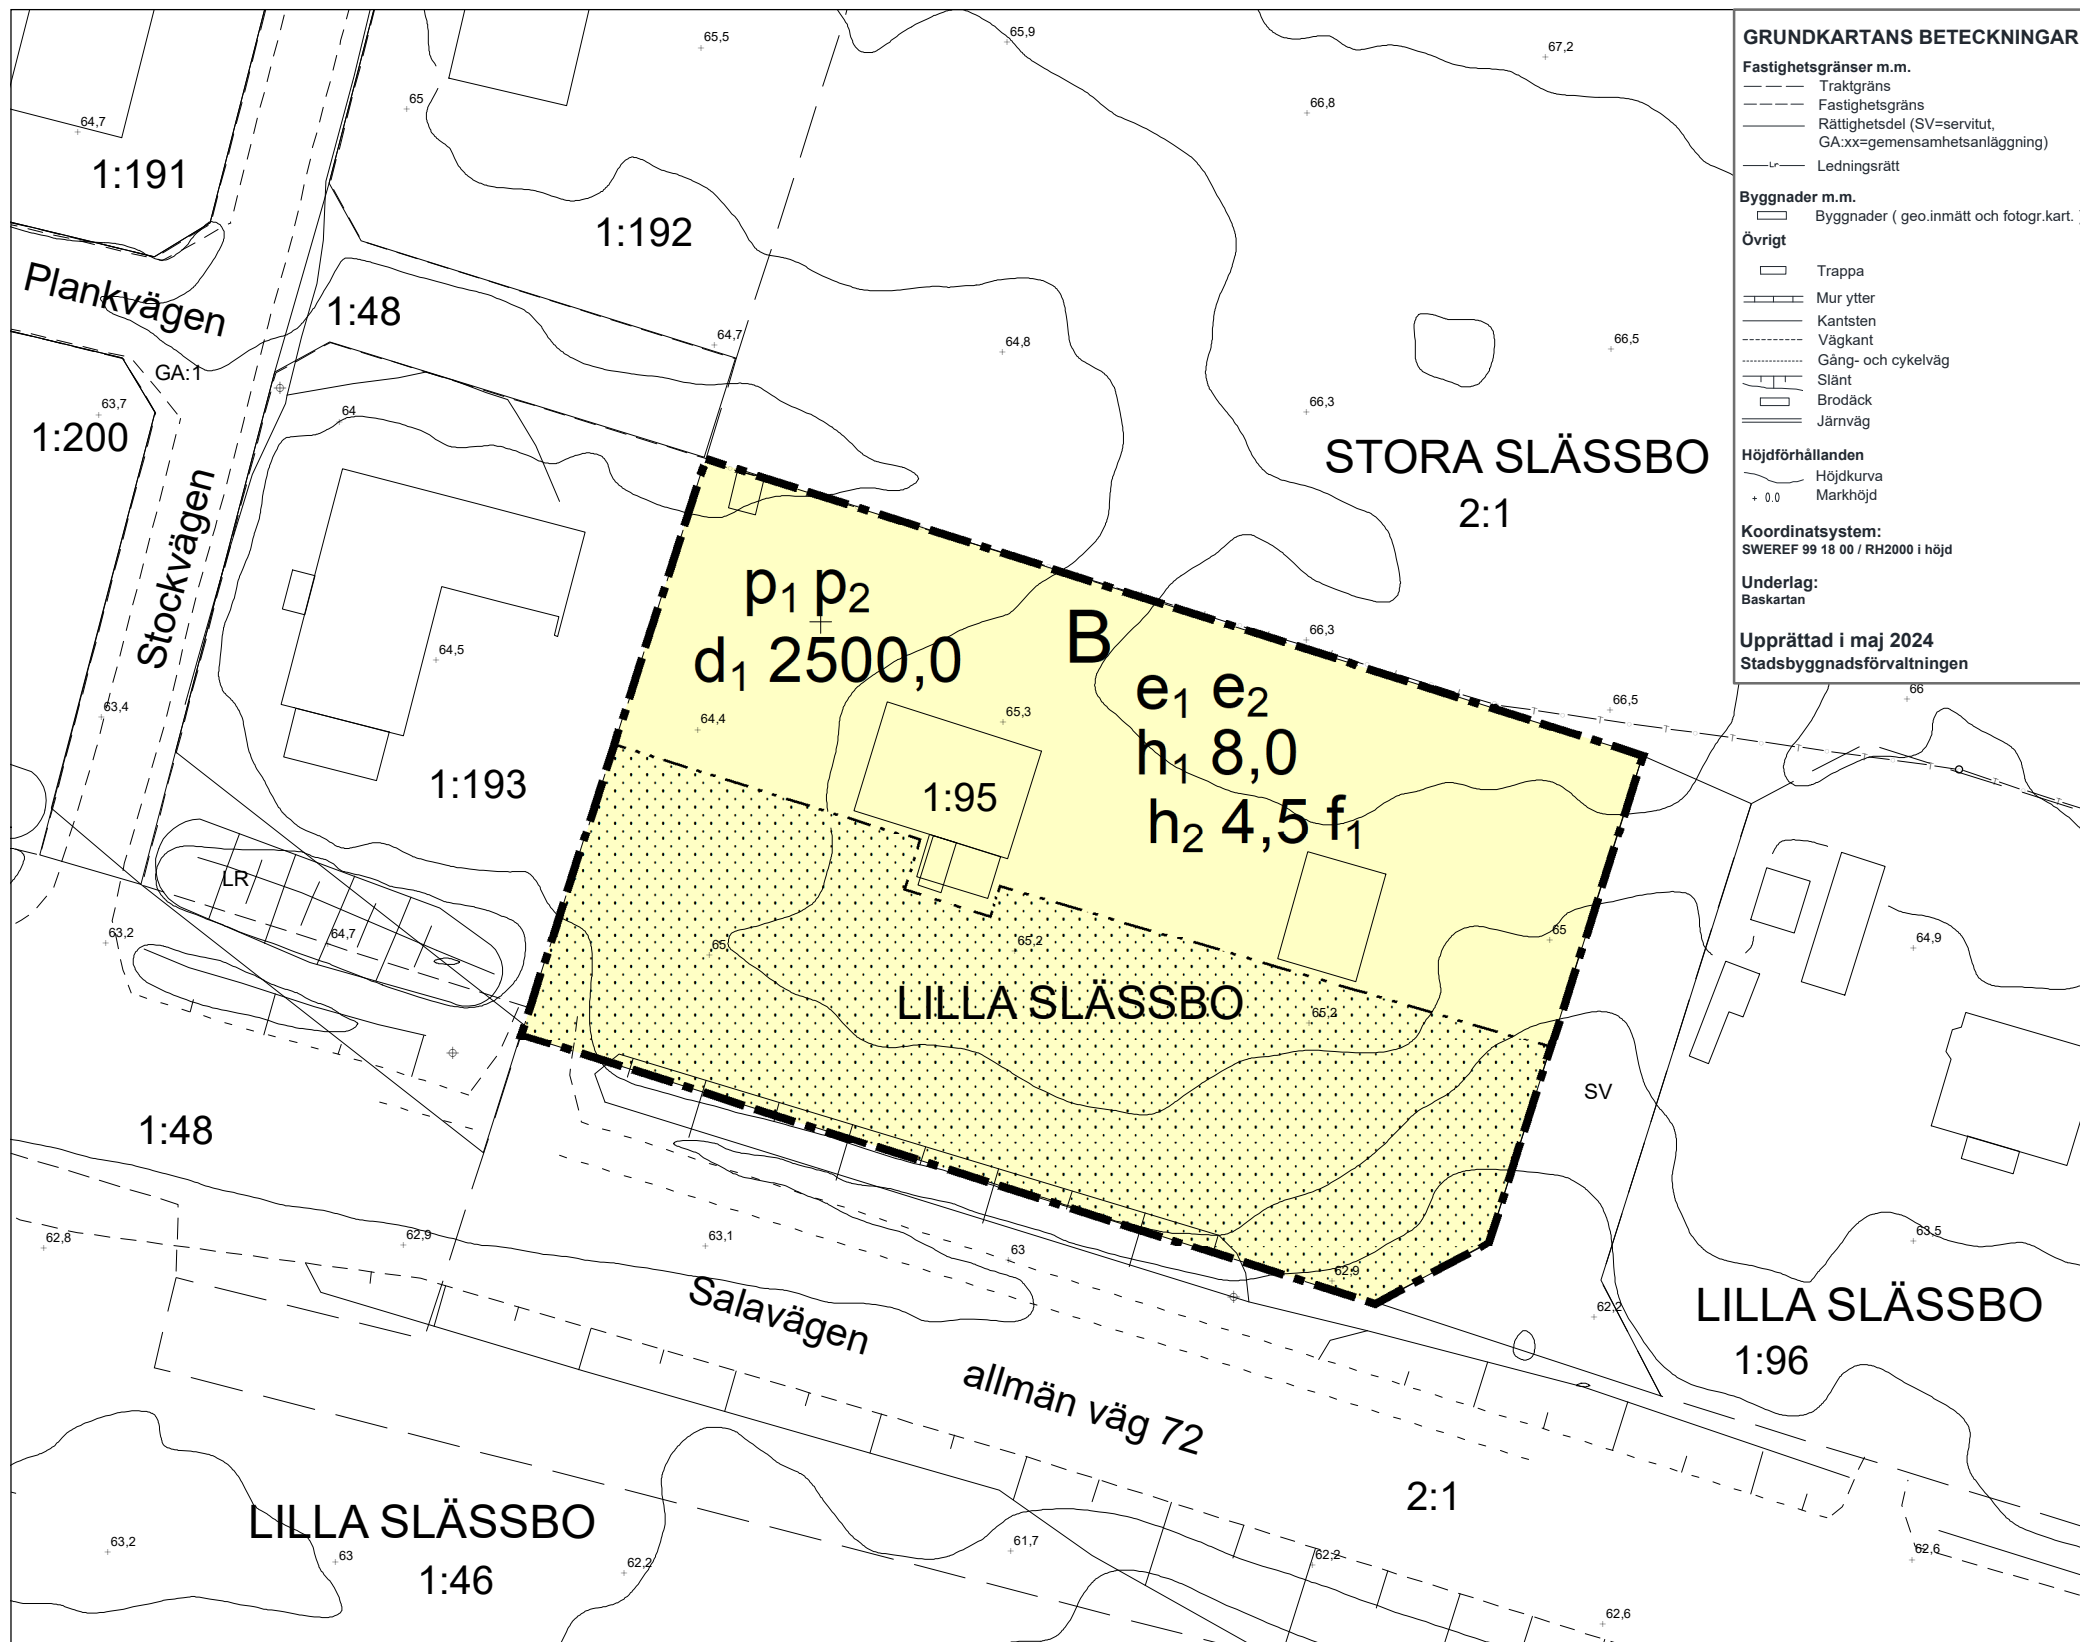 65,5
65,9
67,2
65
66,8
64,7
1:191
1:192
Plankvägen
1:48
64,7
64,8
66,5
GA:1
63,7
64
66,3
1:200
STORA SLÄSSBO
2:1
Stockvägen
p1 p2
B
d1 2500,0
64,5
66,3
e1 e2
63,4
64,4
65,3
66,5
66
h1 8,0
1:193
1:95
h2 4,5 f1
LR
64,7
63,2
65
65,2
65
64,9
LILLA SLÄSSBO
65,2
SV
1:48
62,8
62,9
63,1
63
63,5
62,9
Salavägen
62,2
LILLA SLÄSSBO
1:96
allmän väg 72
2:1
LILLA SLÄSSBO
1:46
63,2
63
62,2
61,7
62,2
62,6
62,6
GRUNDKARTANS BETECKNINGAR
Fastighetsgränser m.m.
Traktgräns
Fastighetsgräns
Rättighetsdel (SV=servitut,
GA:xx=gemensamhetsanläggning)
Lr Ledningsrätt
Byggnader m.m.
Byggnader ( geo.inmätt och fotogr.kart. )
Övrigt
Trappa
Mur ytter
Kantsten
Vägkant
Gång- och cykelväg
Slänt
Brodäck
Järnväg
Höjdförhållanden
Höjdkurva
+ 0.0 Markhöjd
Koordinatsystem:
SWEREF 99 18 00 / RH2000 i höjd
Underlag:
Baskartan
Upprättad i maj 2024
Stadsbyggnadsförvaltningen